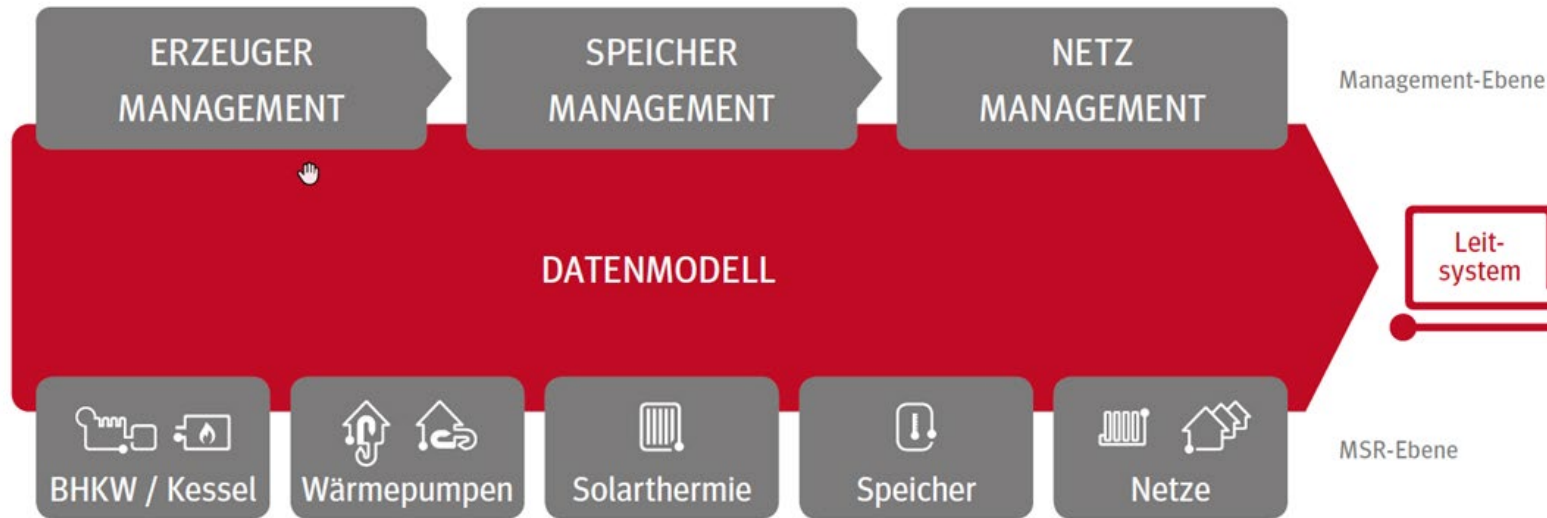 ERZEUGER
MANAGEMENT
SPEICHER
MANAGEMENT
NETZ
MANAGEMENT
Management-Ebene
DATENMODELL
Leit-
system
BHKW / Kessel
Wärmepumpen
Solarthermie
Speicher
Netze
MSR-Ebene